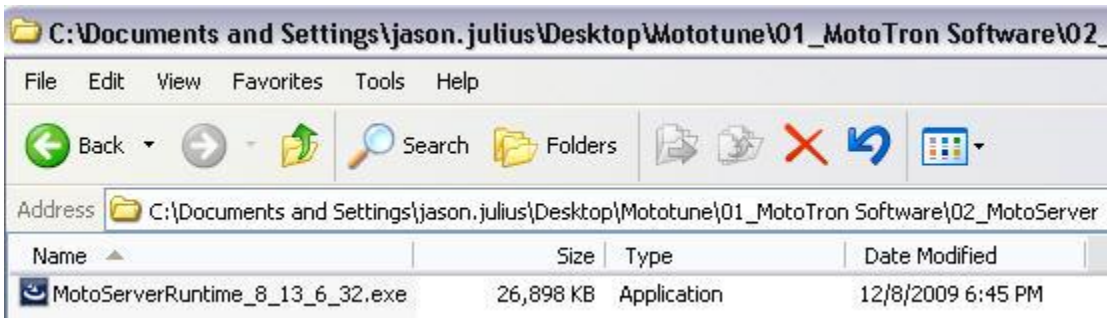 C:\Documents and Settings\jason.julius\Desktop\Mototune\01_MotoTron Software\02_
File Edit View Favorites Tools Help
Back Search Folders
Address C:\Documents and Settings\jason.julius\Desktop\Mototune\01_MotoTron Software\02_MotoServer
Name Size Type Date Modified
MotoServerRuntime_8_13_6_32.exe 26,898 KB Application 12/8/2009 6:45 PM